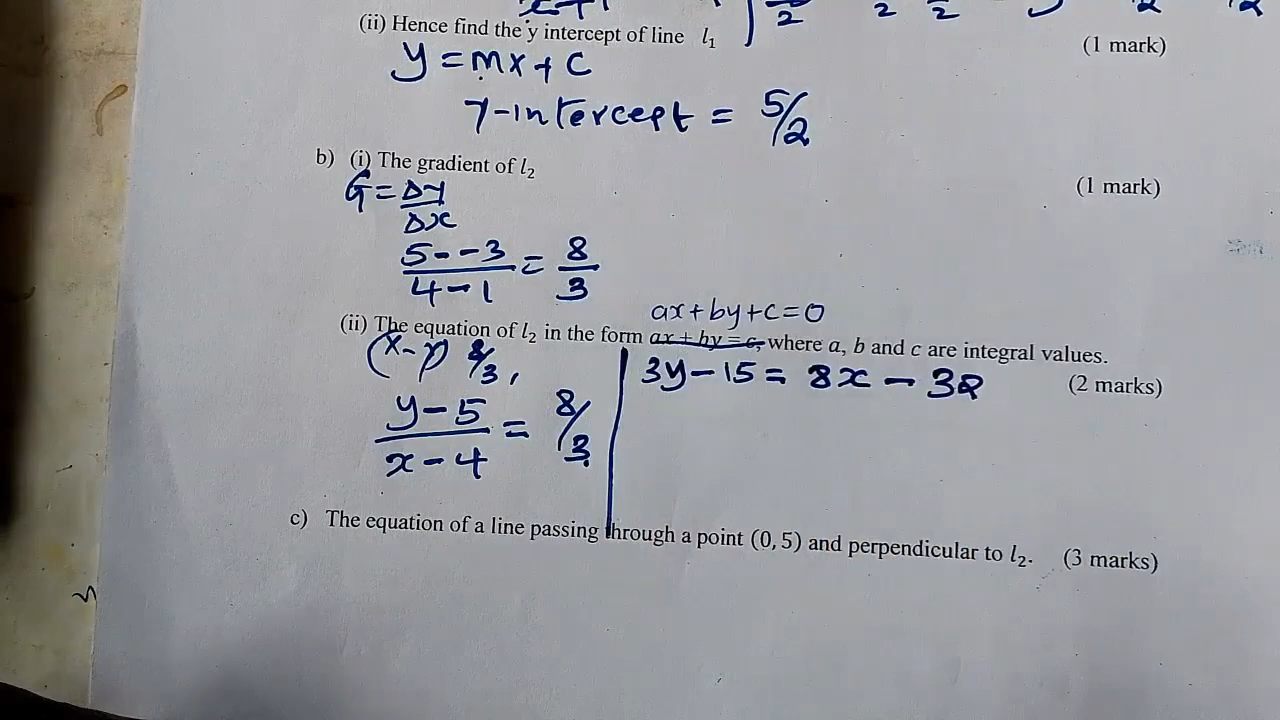 (ii) Hence find the y intercept of line l₁
(1 mark)
y = mx + c
y-intercept = 5/2
b) (i) The gradient of l₂
(1 mark)
G = Δy/Δx
5--3 / 4-1 = 8/3
ax+by+c=0
(ii) The equation of l₂ in the form ax + by = c, where a, b and c are integral values.
(2 marks)
8/3,
y-5 / x-4 = 8/3
3y-15 = 8x - 32
c) The equation of a line passing through a point (0, 5) and perpendicular to l₂. (3 marks)